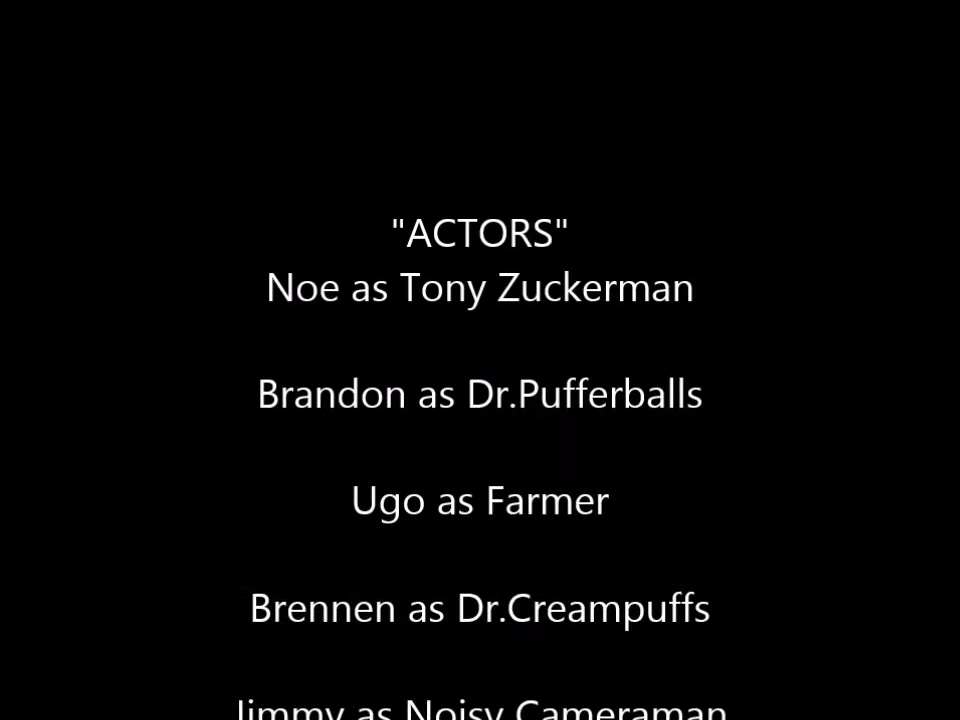 "ACTORS"
Noe as Tony Zuckerman
Brandon as Dr.Pufferballs
Ugo as Farmer
Brennen as Dr.Creampuffs
Jimmy as Noisy Cameraman